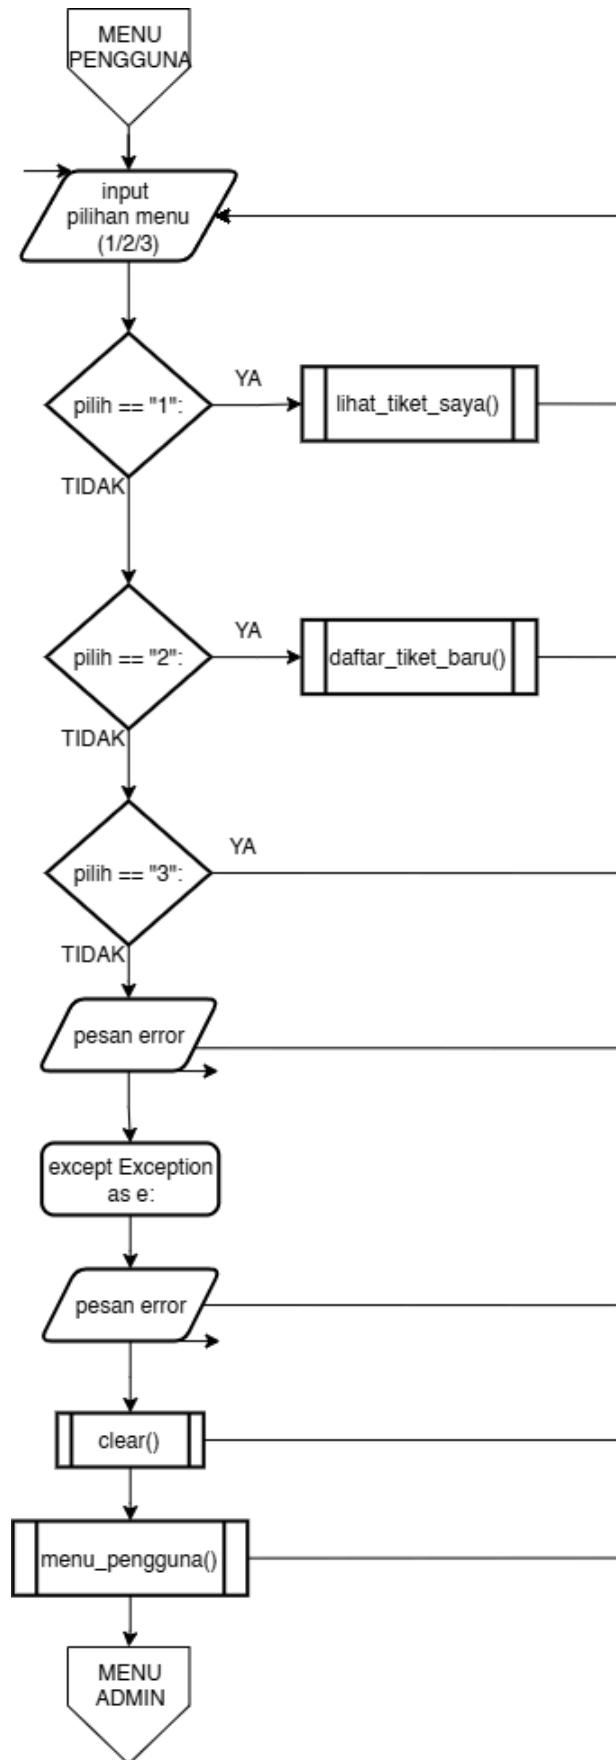 MENU
PENGGUNA
input
pilihan menu
(1/2/3)
pilih == "1":
YA
lihat_tiket_saya()
TIDAK
pilih == "2":
YA
daftar_tiket_baru()
TIDAK
pilih == "3":
YA
TIDAK
pesan error
except Exception
as e:
pesan error
clear()
menu_pengguna()
MENU
ADMIN